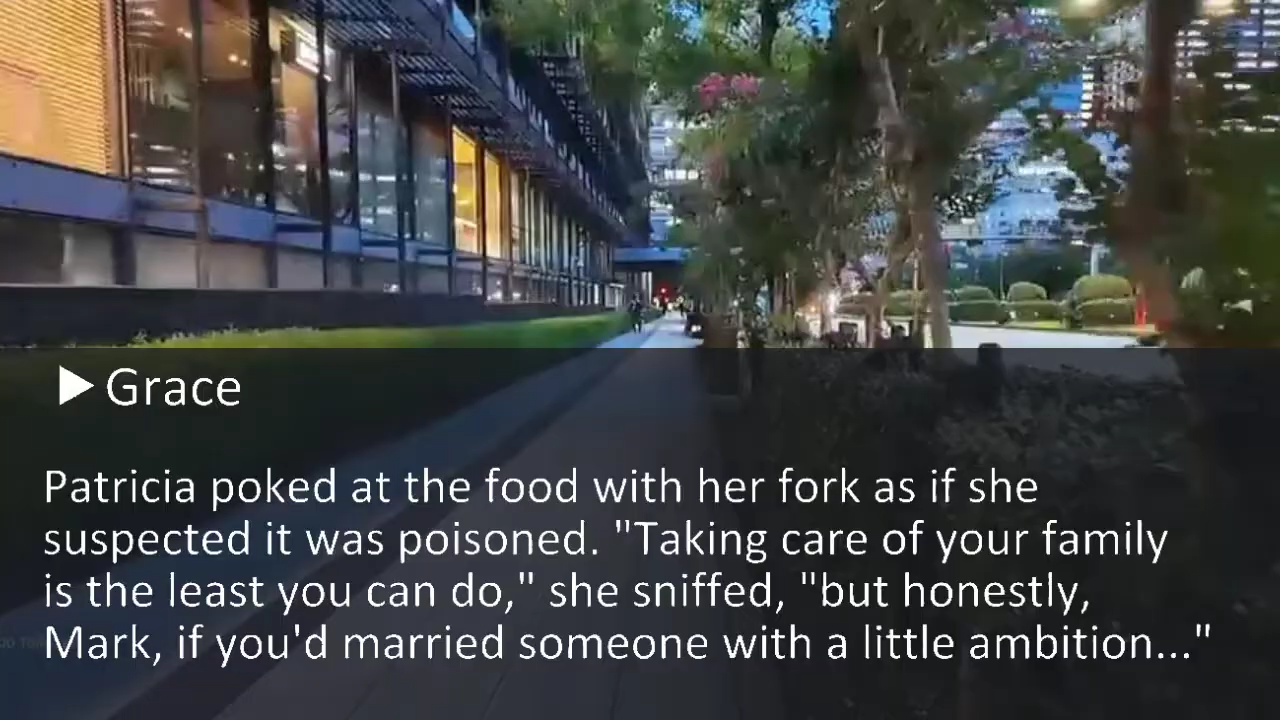 ▶ Grace
Patricia poked at the food with her fork as if she
suspected it was poisoned. "Taking care of your family
is the least you can do," she sniffed, "but honestly,
Mark, if you'd married someone with a little ambition..."